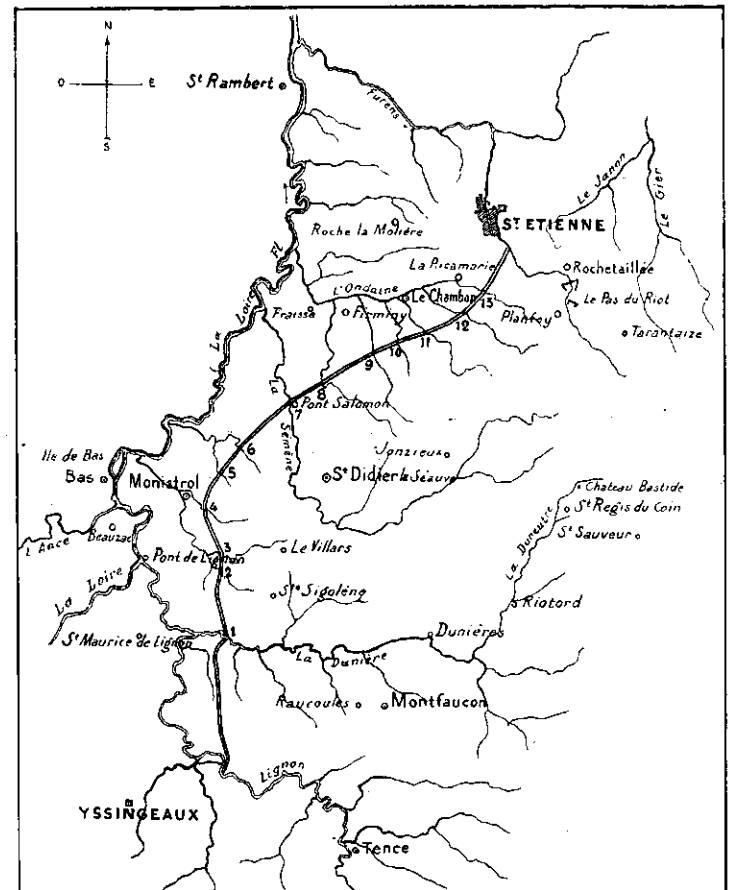 N
O E
S
St Rambert
Furens
Le Janon
Le Gier
St ETIENNE
Roche la Molière
La Ricamarie
Rochetaillée
L'Ondaine
Le Chambon
13
Le Pas du Riot
La Loire Fl
Fraisse
Firminy
12
Planfoy
11
Tarantaize
10
9
8
Pont Salomon
7
La Semène
6
Jonzieux
Ile de Bas
Bas
Monistrol
5
St Didier la Séauve
Chateau Bastide
4
St Régis du Coin
Beauzac
St Sauveur
L'Ance
3
Le Villars
Pont de Lignon
2
La Dunerette
La Loire
Ste Sigolène
Riotord
1
Dunières
St Maurice de Lignon
La Dunière
Raucoules
Montfaucon
Lignon
YSSINGEAUX
Tence